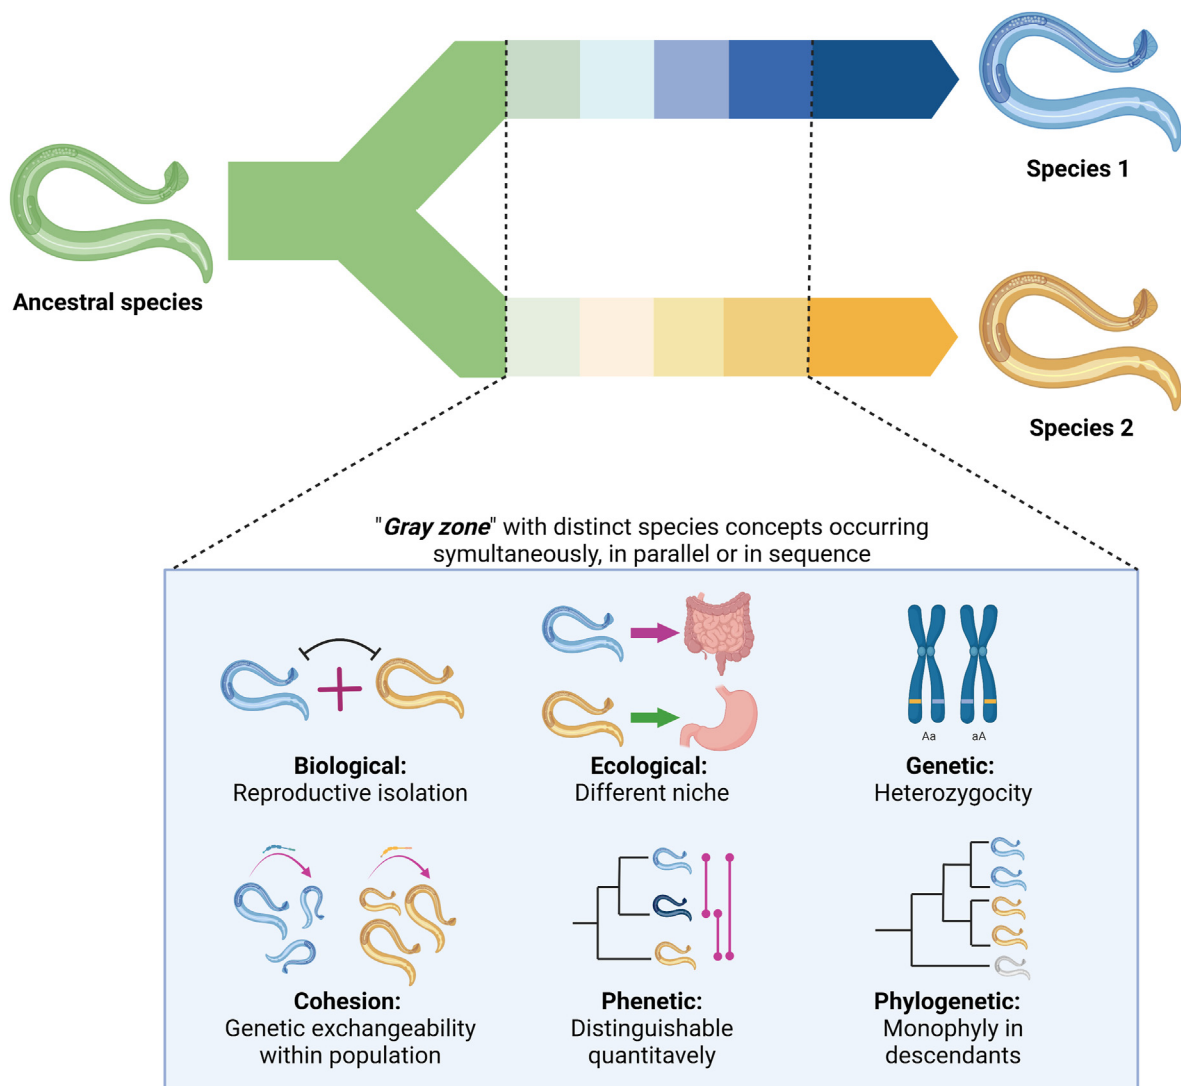 Species 1
Ancestral species
Species 2
"Gray zone" with distinct species concepts occurring
symultaneously, in parallel or in sequence
Aa
aA
Biological:
Reproductive isolation
Ecological:
Different niche
Genetic:
Heterozygocity
Cohesion:
Genetic exchangeability
within population
Phenetic:
Distinguishable
quantitavely
Phylogenetic:
Monophyly in
descendants